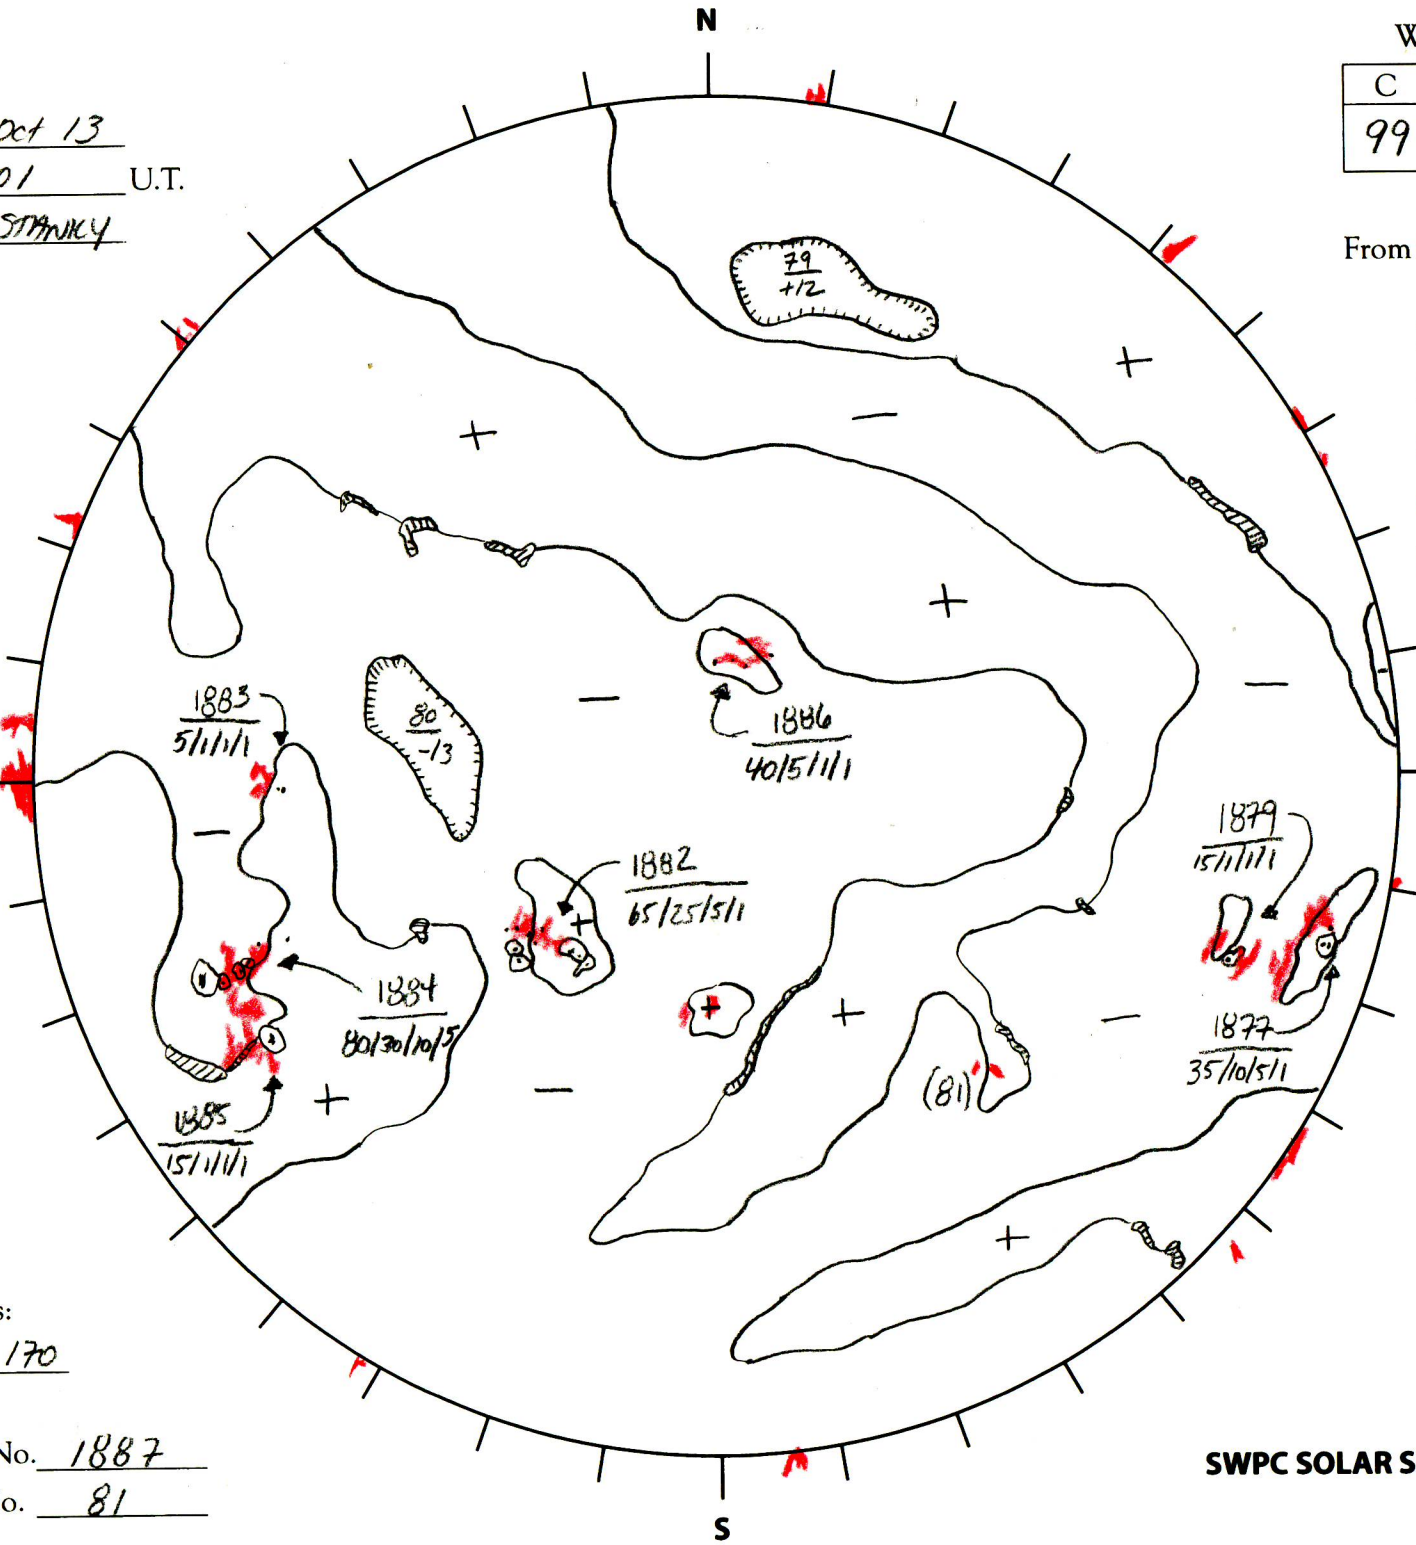 N
W
C
99
Oct 13
01 U.T.
STANKY
From
79
+12
+
−
+
+
−
−
1883
5/1/1/1
80
-13
1886
40/5/1/1
−
1879
15/1/1/1
1882
65/25/5/1
+
1884
80/30/10/5
+
+
−
1877
35/10/5/1
(81)
−
+
1885
15/1/1/1
+
s:
170
No. 1887
o. 81
SWPC SOLAR S
S